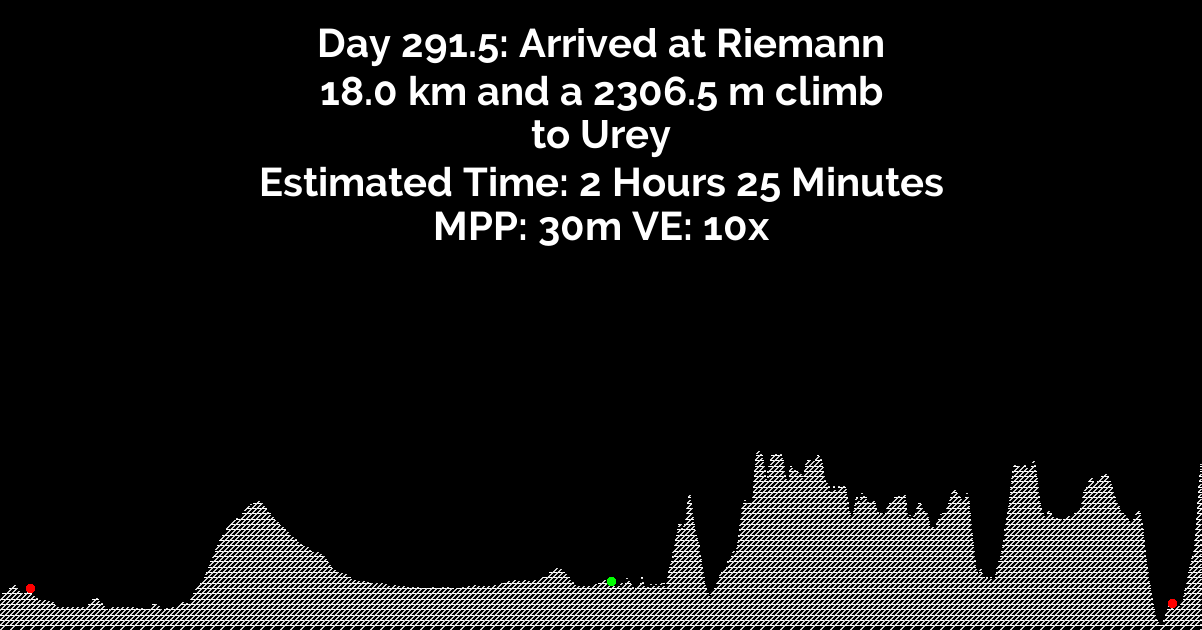 Day 291.5: Arrived at Riemann
18.0 km and a 2306.5 m climb
to Urey
Estimated Time: 2 Hours 25 Minutes
MPP: 30m VE: 10x